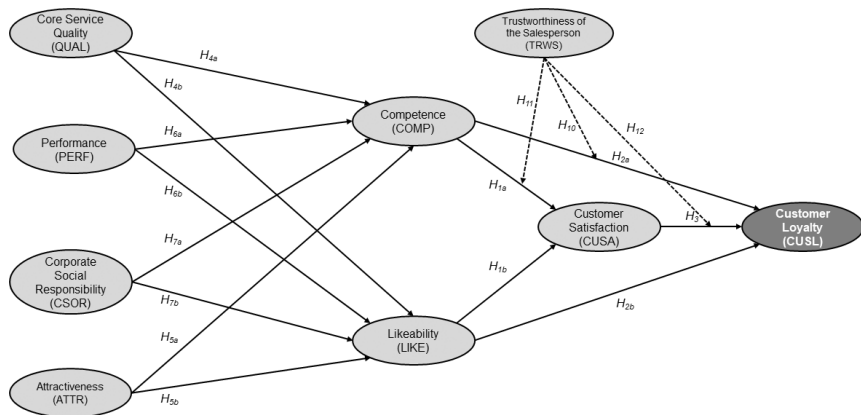 Core Service
Quality
(QUAL)
Trustworthiness of
the Salesperson
(TRWS)
H4a
H4b
H11
H10
H12
Competence
(COMP)
Performance
(PERF)
H6a
H6b
H2a
H1a
Customer
Satisfaction
(CUSA)
H3
Customer
Loyalty
(CUSL)
H7a
Corporate
Social
Responsibility
(CSOR)
H7b
H1b
H2b
Likeability
(LIKE)
H5a
Attractiveness
(ATTR)
H5b